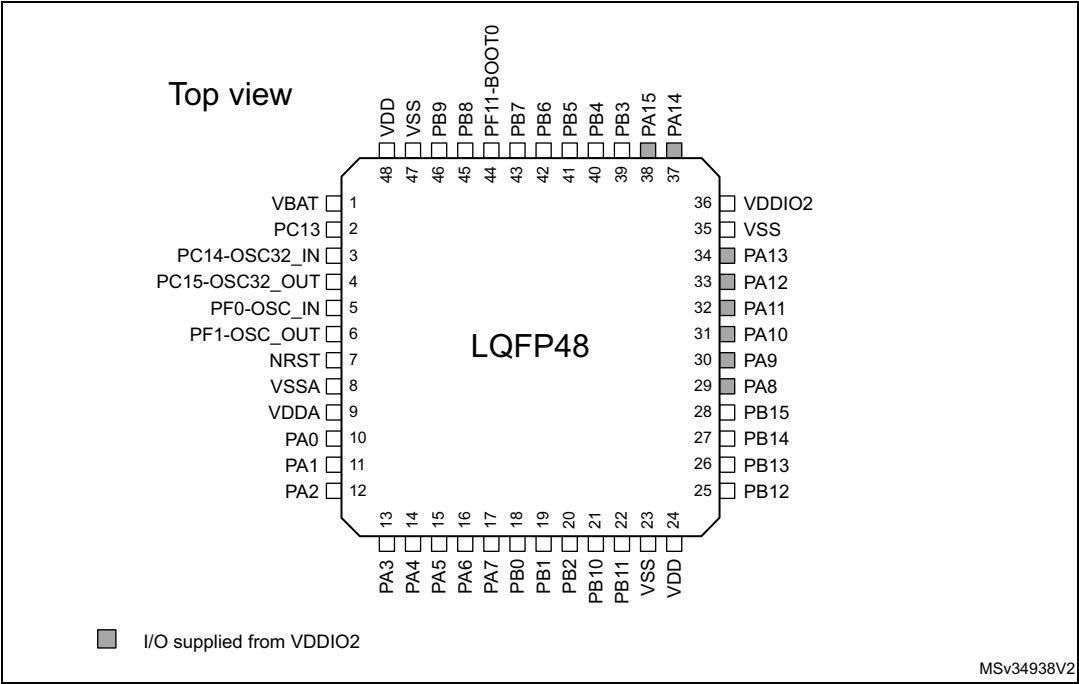 Top view
48 VDD
47 VSS
46 PB9
45 PB8
44 PF11-BOOT0
43 PB7
42 PB6
41 PB5
40 PB4
39 PB3
38 PA15
37 PA14
VBAT 1
PC13 2
PC14-OSC32_IN 3
PC15-OSC32_OUT 4
PF0-OSC_IN 5
PF1-OSC_OUT 6
NRST 7
VSSA 8
VDDA 9
PA0 10
PA1 11
PA2 12
LQFP48
36 VDDIO2
35 VSS
34 PA13
33 PA12
32 PA11
31 PA10
30 PA9
29 PA8
28 PB15
27 PB14
26 PB13
25 PB12
PA3 13
PA4 14
PA5 15
PA6 16
PA7 17
PB0 18
PB1 19
PB2 20
PB10 21
PB11 22
VSS 23
VDD 24
I/O supplied from VDDIO2
MSv34938V2